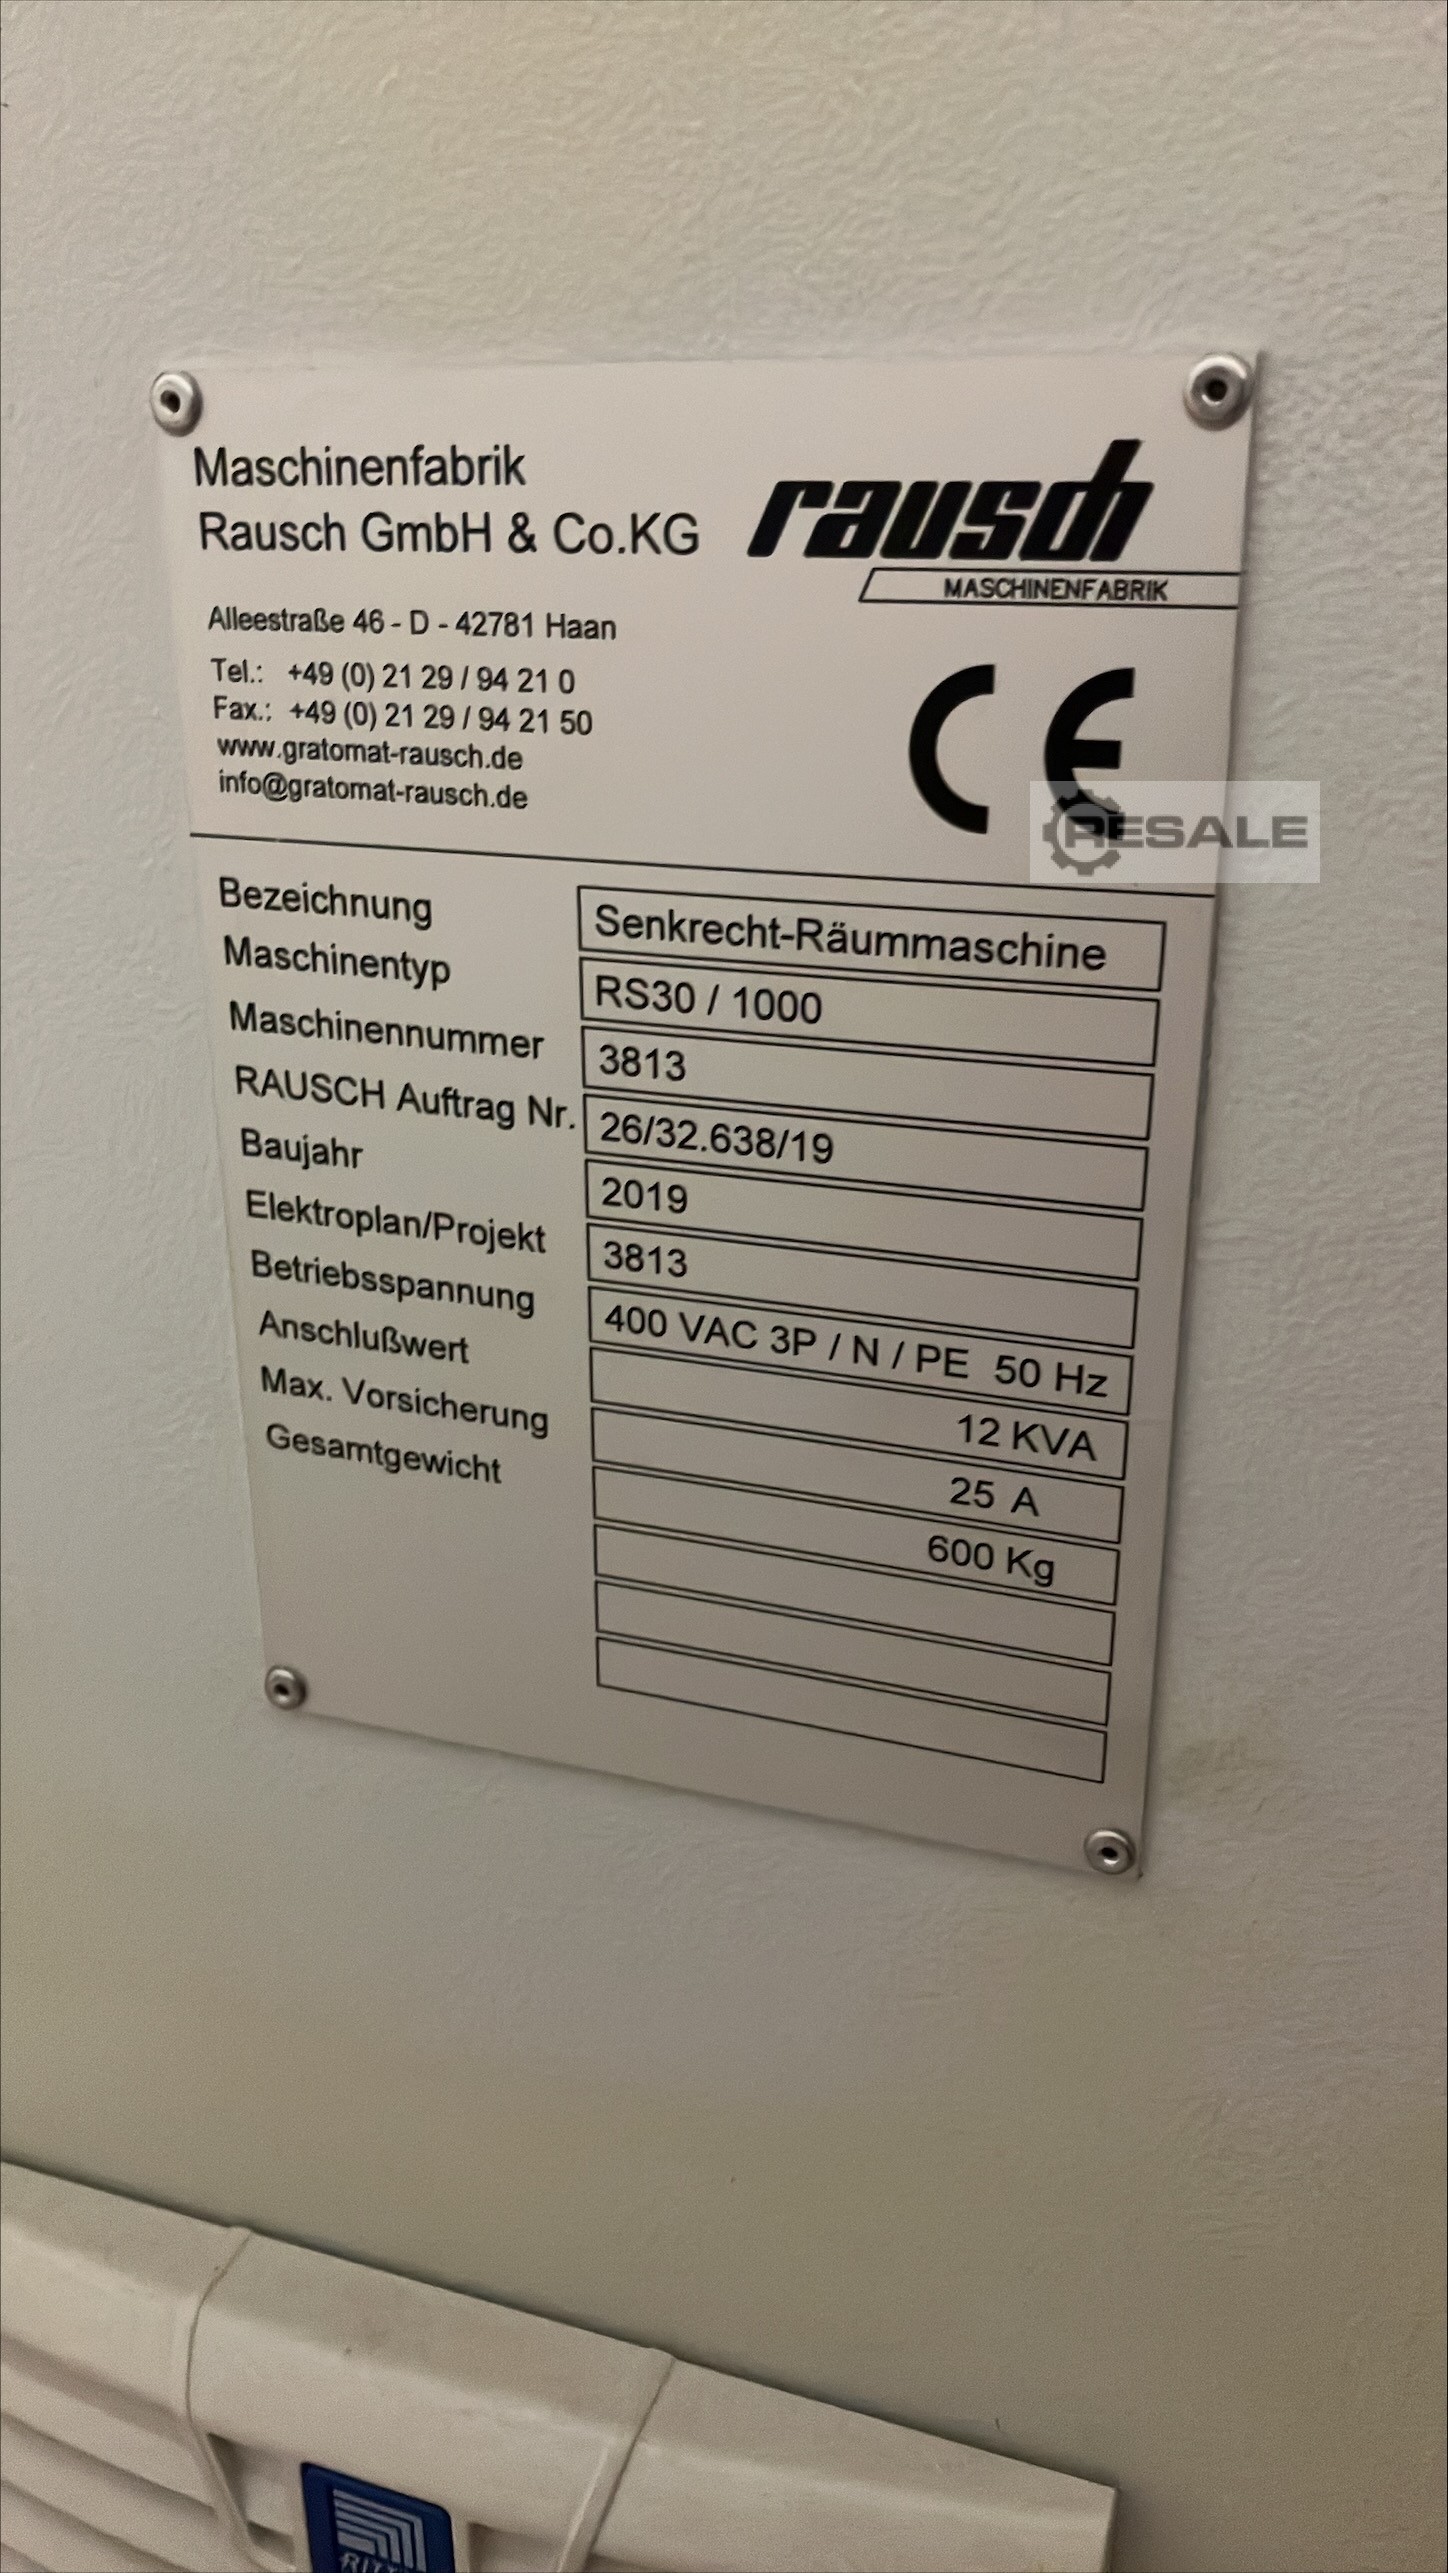 Maschinenfabrik
Rausch GmbH & Co.KG
rausch
MASCHINENFABRIK
Alleestraße 46 - D - 42781 Haan
Tel.: +49 (0) 21 29 / 94 21 0
Fax.: +49 (0) 21 29 / 94 21 50
www.gratomat-rausch.de
info@gratomat-rausch.de
CE
RESALE
Bezeichnung Senkrecht-Räummaschine
Maschinentyp RS30 / 1000
Maschinennummer 3813
RAUSCH Auftrag Nr. 26/32.638/19
Baujahr 2019
Elektroplan/Projekt 3813
Betriebsspannung 400 VAC 3P / N / PE 50 Hz
Anschlußwert 12 KVA
Max. Vorsicherung 25 A
Gesamtgewicht 600 Kg